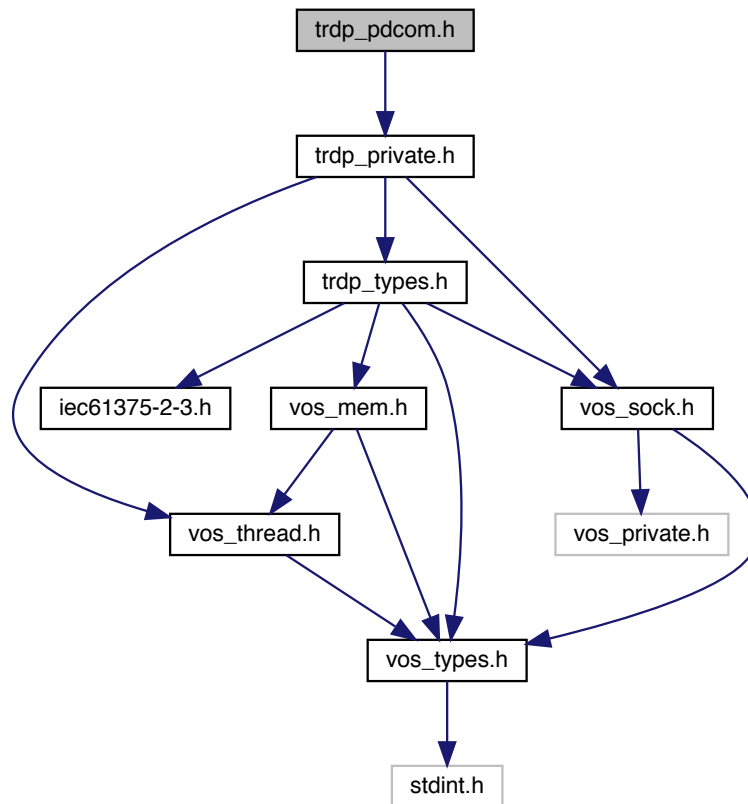 trdp_pdcom.h
trdp_private.h
trdp_types.h
iec61375-2-3.h
vos_mem.h
vos_sock.h
vos_thread.h
vos_private.h
vos_types.h
stdint.h